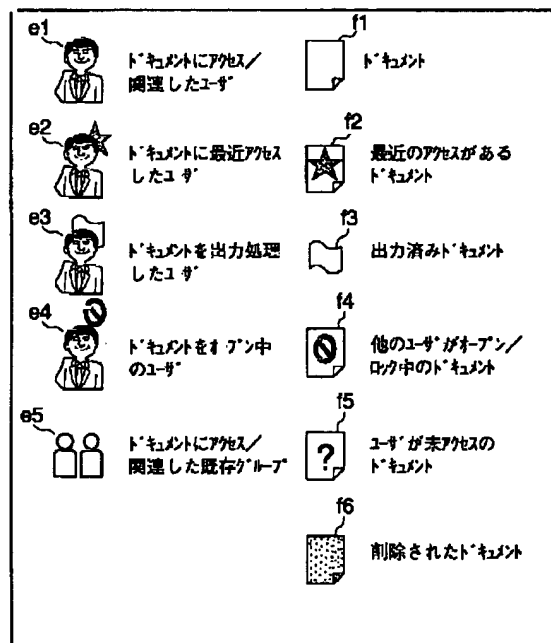 e1
ﾄﾞｷｭﾒﾝﾄにｱｸｾｽ／
関連したﾕｰｻﾞ
e2
ﾄﾞｷｭﾒﾝﾄに最近ｱｸｾｽ
したﾕｰｻﾞ
e3
ﾄﾞｷｭﾒﾝﾄを出力処理
したﾕｰｻﾞ
e4
ﾄﾞｷｭﾒﾝﾄをｵｰﾌﾟﾝ中
のﾕｰｻﾞ
e5
ﾄﾞｷｭﾒﾝﾄにｱｸｾｽ／
関連した既存ｸﾞﾙｰﾌﾟ
f1
ﾄﾞｷｭﾒﾝﾄ
f2
最近のｱｸｾｽがある
ﾄﾞｷｭﾒﾝﾄ
f3
出力済みﾄﾞｷｭﾒﾝﾄ
f4
他のﾕｰｻﾞがｵｰﾌﾟﾝ／
ﾛｯｸ中のﾄﾞｷｭﾒﾝﾄ
f5
?
ﾕｰｻﾞが未ｱｸｾｽの
ﾄﾞｷｭﾒﾝﾄ
f6
削除されたﾄﾞｷｭﾒﾝﾄ